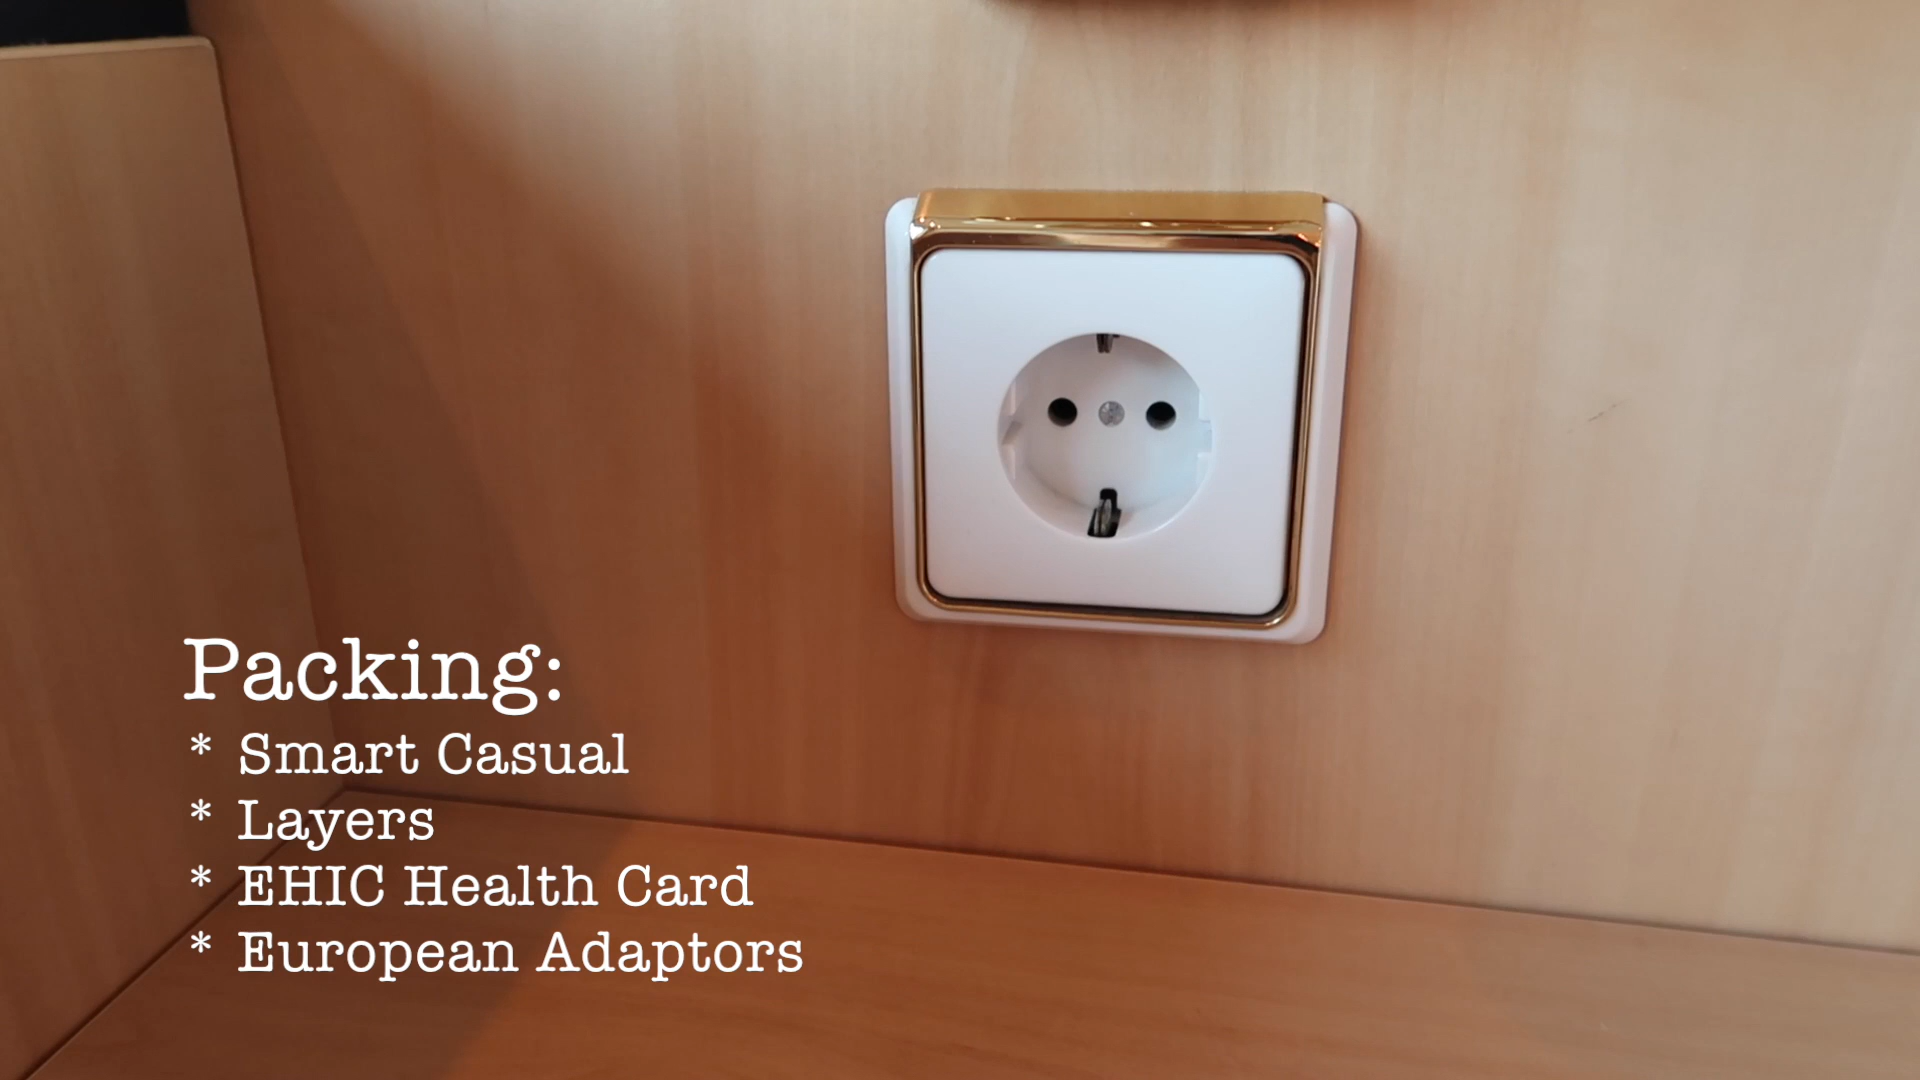 Packing:
* Smart Casual
* Layers
* EHIC Health Card
* European Adaptors